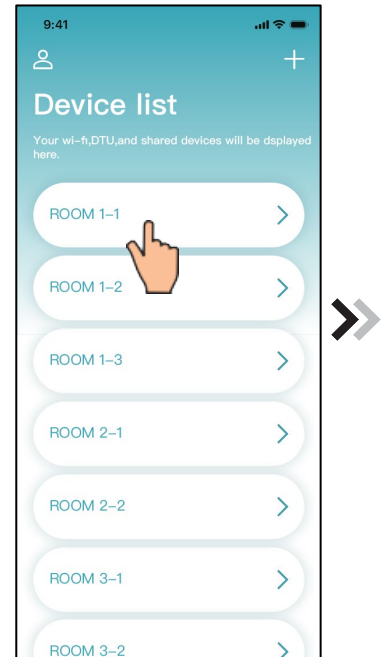 9:41
Device list
Your wi-fi,DTU,and shared devices will be dsplayed
here.
ROOM 1-1
ROOM 1-2
ROOM 1-3
ROOM 2-1
ROOM 2-2
ROOM 3-1
ROOM 3-2